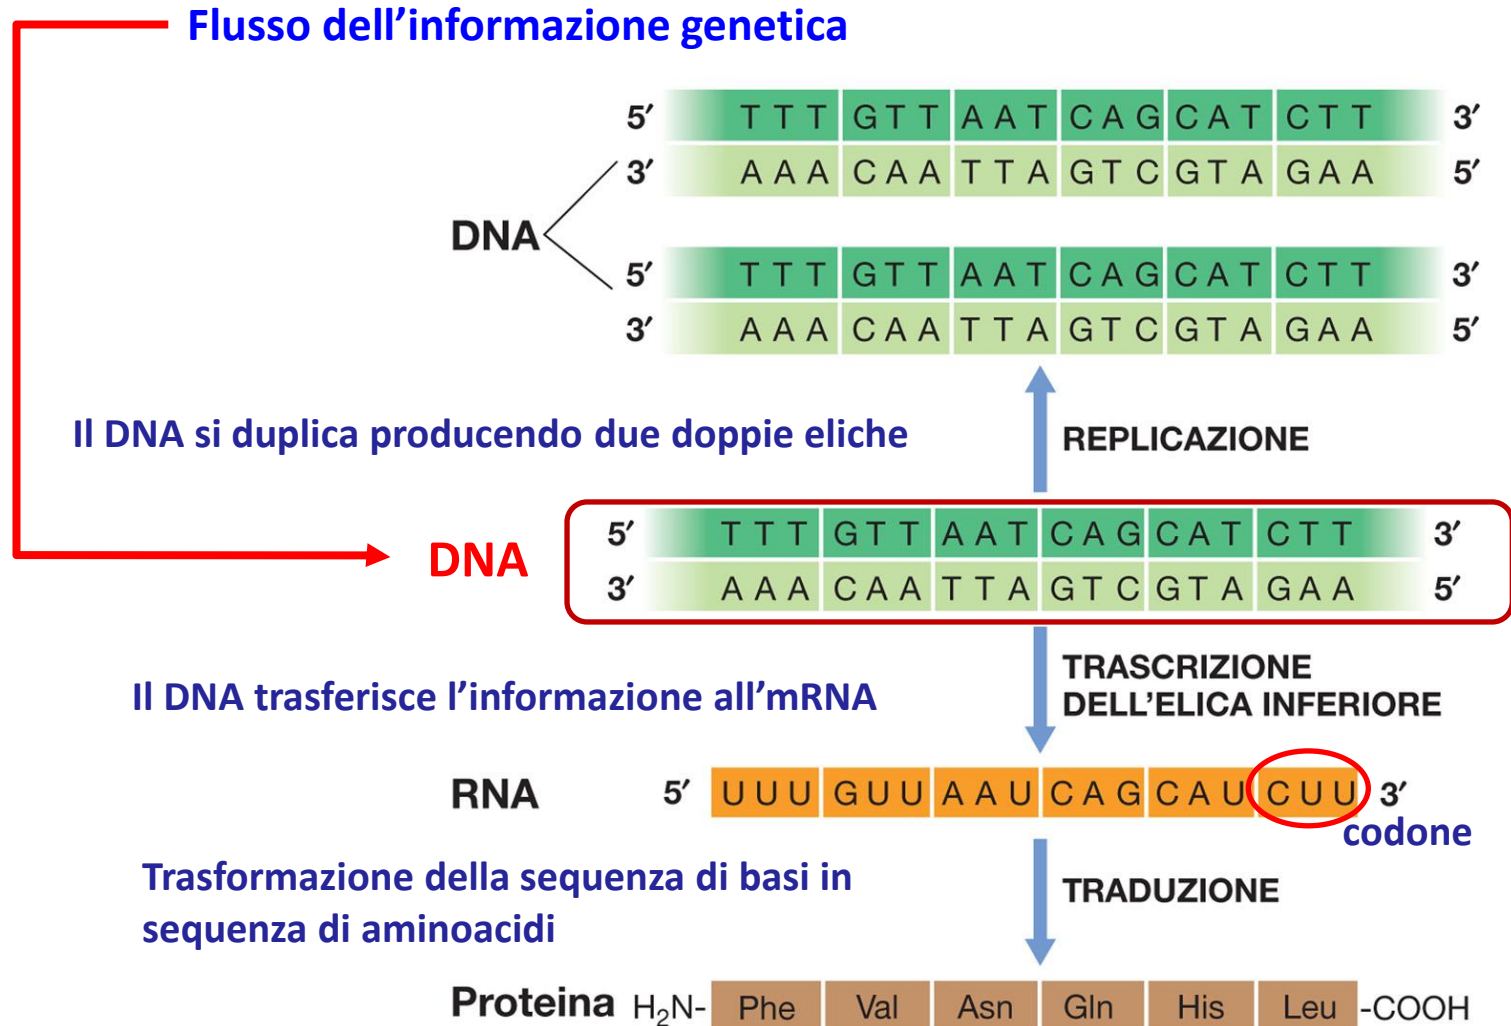 Flusso dell’informazione genetica
5′ TTT GTT AAT CAG CAT CTT 3′
3′ AAA CAA TTA GTC GTA GAA 5′
DNA
5′ TTT GTT AAT CAG CAT CTT 3′
3′ AAA CAA TTA GTC GTA GAA 5′
Il DNA si duplica producendo due doppie eliche
REPLICAZIONE
DNA
5′ TTT GTT AAT CAG CAT CTT 3′
3′ AAA CAA TTA GTC GTA GAA 5′
Il DNA trasferisce l’informazione all’mRNA
TRASCRIZIONE
DELL’ELICA INFERIORE
RNA 5′ UUU GUU AAU CAG CAU CUU 3′
codone
Trasformazione della sequenza di basi in
sequenza di aminoacidi
TRADUZIONE
Proteina H₂N- Phe Val Asn Gln His Leu -COOH